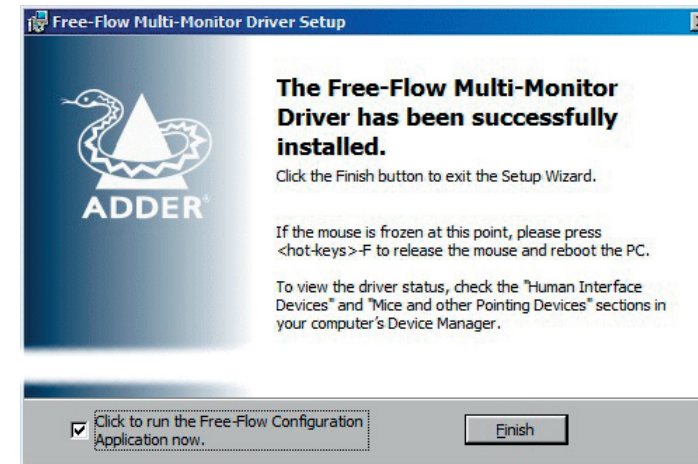 Free-Flow Multi-Monitor Driver Setup
The Free-Flow Multi-Monitor
Driver has been successfully
installed.
Click the Finish button to exit the Setup Wizard.
ADDER®
If the mouse is frozen at this point, please press
<hot-keys>-F to release the mouse and reboot the PC.
To view the driver status, check the "Human Interface
Devices" and "Mice and other Pointing Devices" sections in
your computer's Device Manager.
Click to run the Free-Flow Configuration
Application now.
Finish